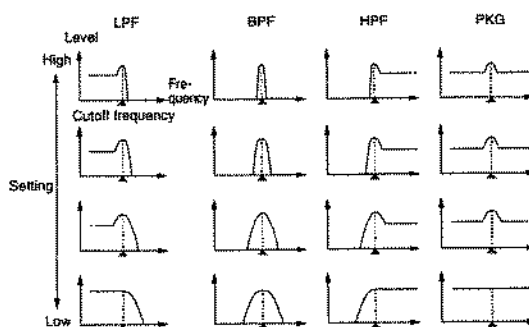 LPF BPF HPF PKG
Level
High
Fre-
quency
Cutoff frequency
Setting
Low